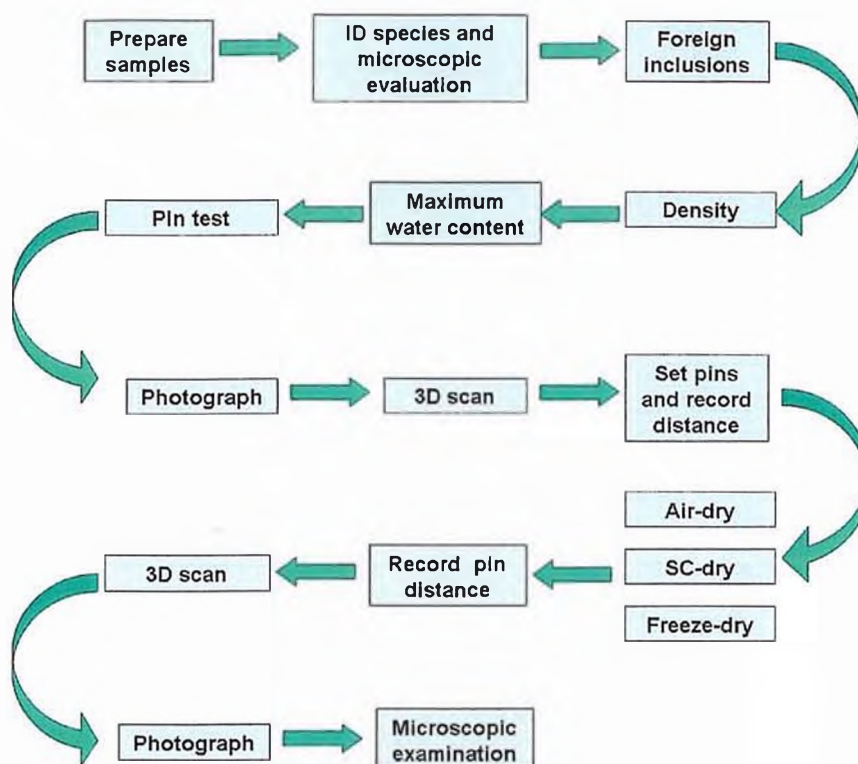 Prepare
samples
ID species and
microscopic
evaluation
Foreign
inclusions
Density
Maximum
water content
Pin test
Photograph
3D scan
Set pins
and record
distance
Air-dry
SC-dry
Freeze-dry
Record pin
distance
3D scan
Photograph
Microscopic
examination